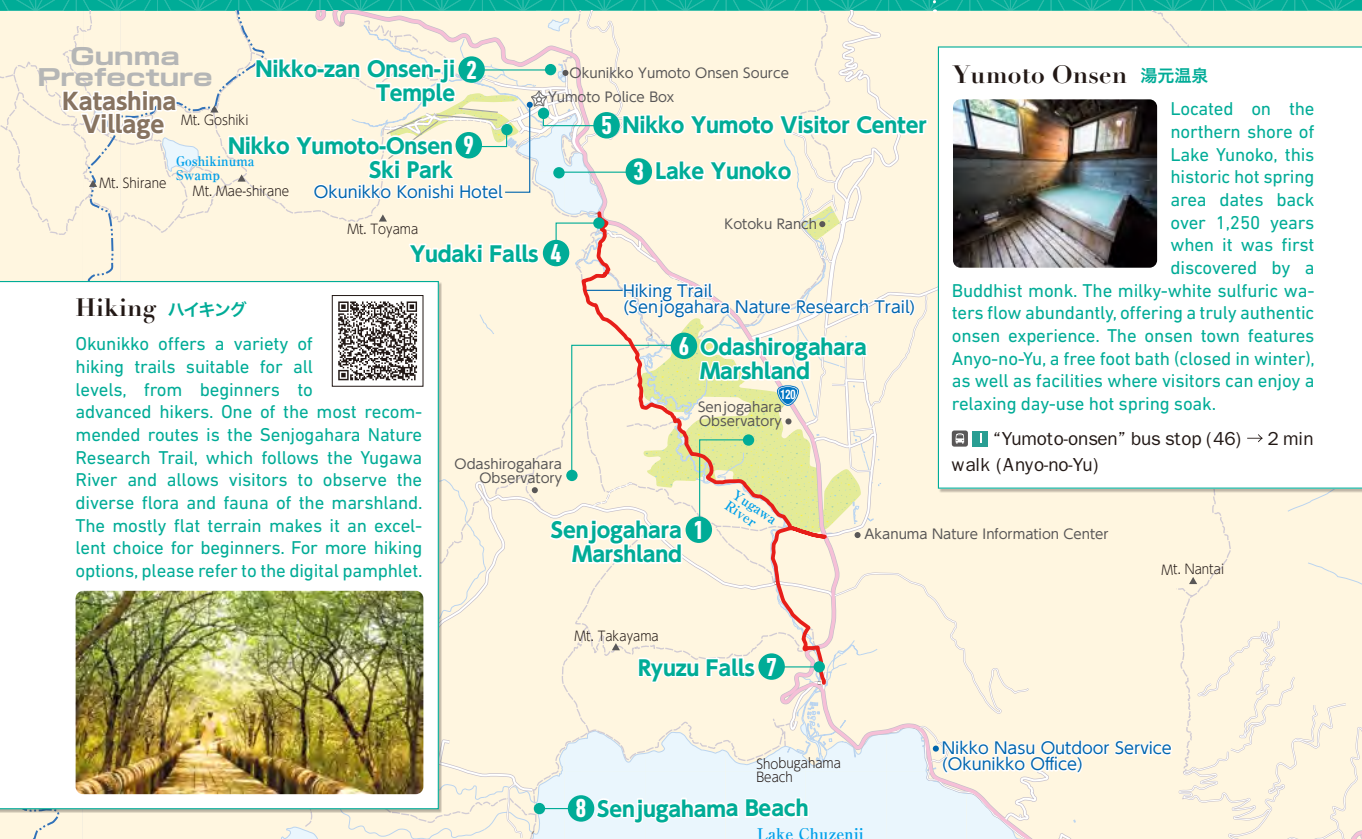 Gunma
Prefecture
Katashina
Village
Mt. Goshiki
Goshikinuma
Swamp
Mt. Shirane
Mt. Mae-shirane
Mt. Toyama
Nikko-zan Onsen-ji 2
Temple
Okunikko Yumoto Onsen Source
Yumoto Police Box
5 Nikko Yumoto Visitor Center
Nikko Yumoto-Onsen 9
Ski Park
Okunikko Konishi Hotel
3 Lake Yunoko
Kotoku Ranch
Yudaki Falls 4
Hiking Trail
(Senjogahara Nature Research Trail)
6 Odashirogahara
Marshland
120
Senjogahara
Observatory
Odashirogahara
Observatory
Yugawa
River
Senjogahara 1
Marshland
Akanuma Nature Information Center
Mt. Nantai
Mt. Takayama
Ryuzu Falls 7
Nikko Nasu Outdoor Service
(Okunikko Office)
Shobugahama
Beach
8 Senjugahama Beach
Lake Chuzenji
Hiking ハイキング
Okunikko offers a variety of
hiking trails suitable for all
levels, from beginners to
advanced hikers. One of the most recom-
mended routes is the Senjogahara Nature
Research Trail, which follows the Yugawa
River and allows visitors to observe the
diverse flora and fauna of the marshland.
The mostly flat terrain makes it an excel-
lent choice for beginners. For more hiking
options, please refer to the digital pamphlet.
Yumoto Onsen 湯元温泉
Located on the
northern shore of
Lake Yunoko, this
historic hot spring
area dates back
over 1,250 years
when it was first
discovered by a
Buddhist monk. The milky-white sulfuric wa-
ters flow abundantly, offering a truly authentic
onsen experience. The onsen town features
Anyo-no-Yu, a free foot bath (closed in winter),
as well as facilities where visitors can enjoy a
relaxing day-use hot spring soak.
I “Yumoto-onsen” bus stop (46) → 2 min
walk (Anyo-no-Yu)